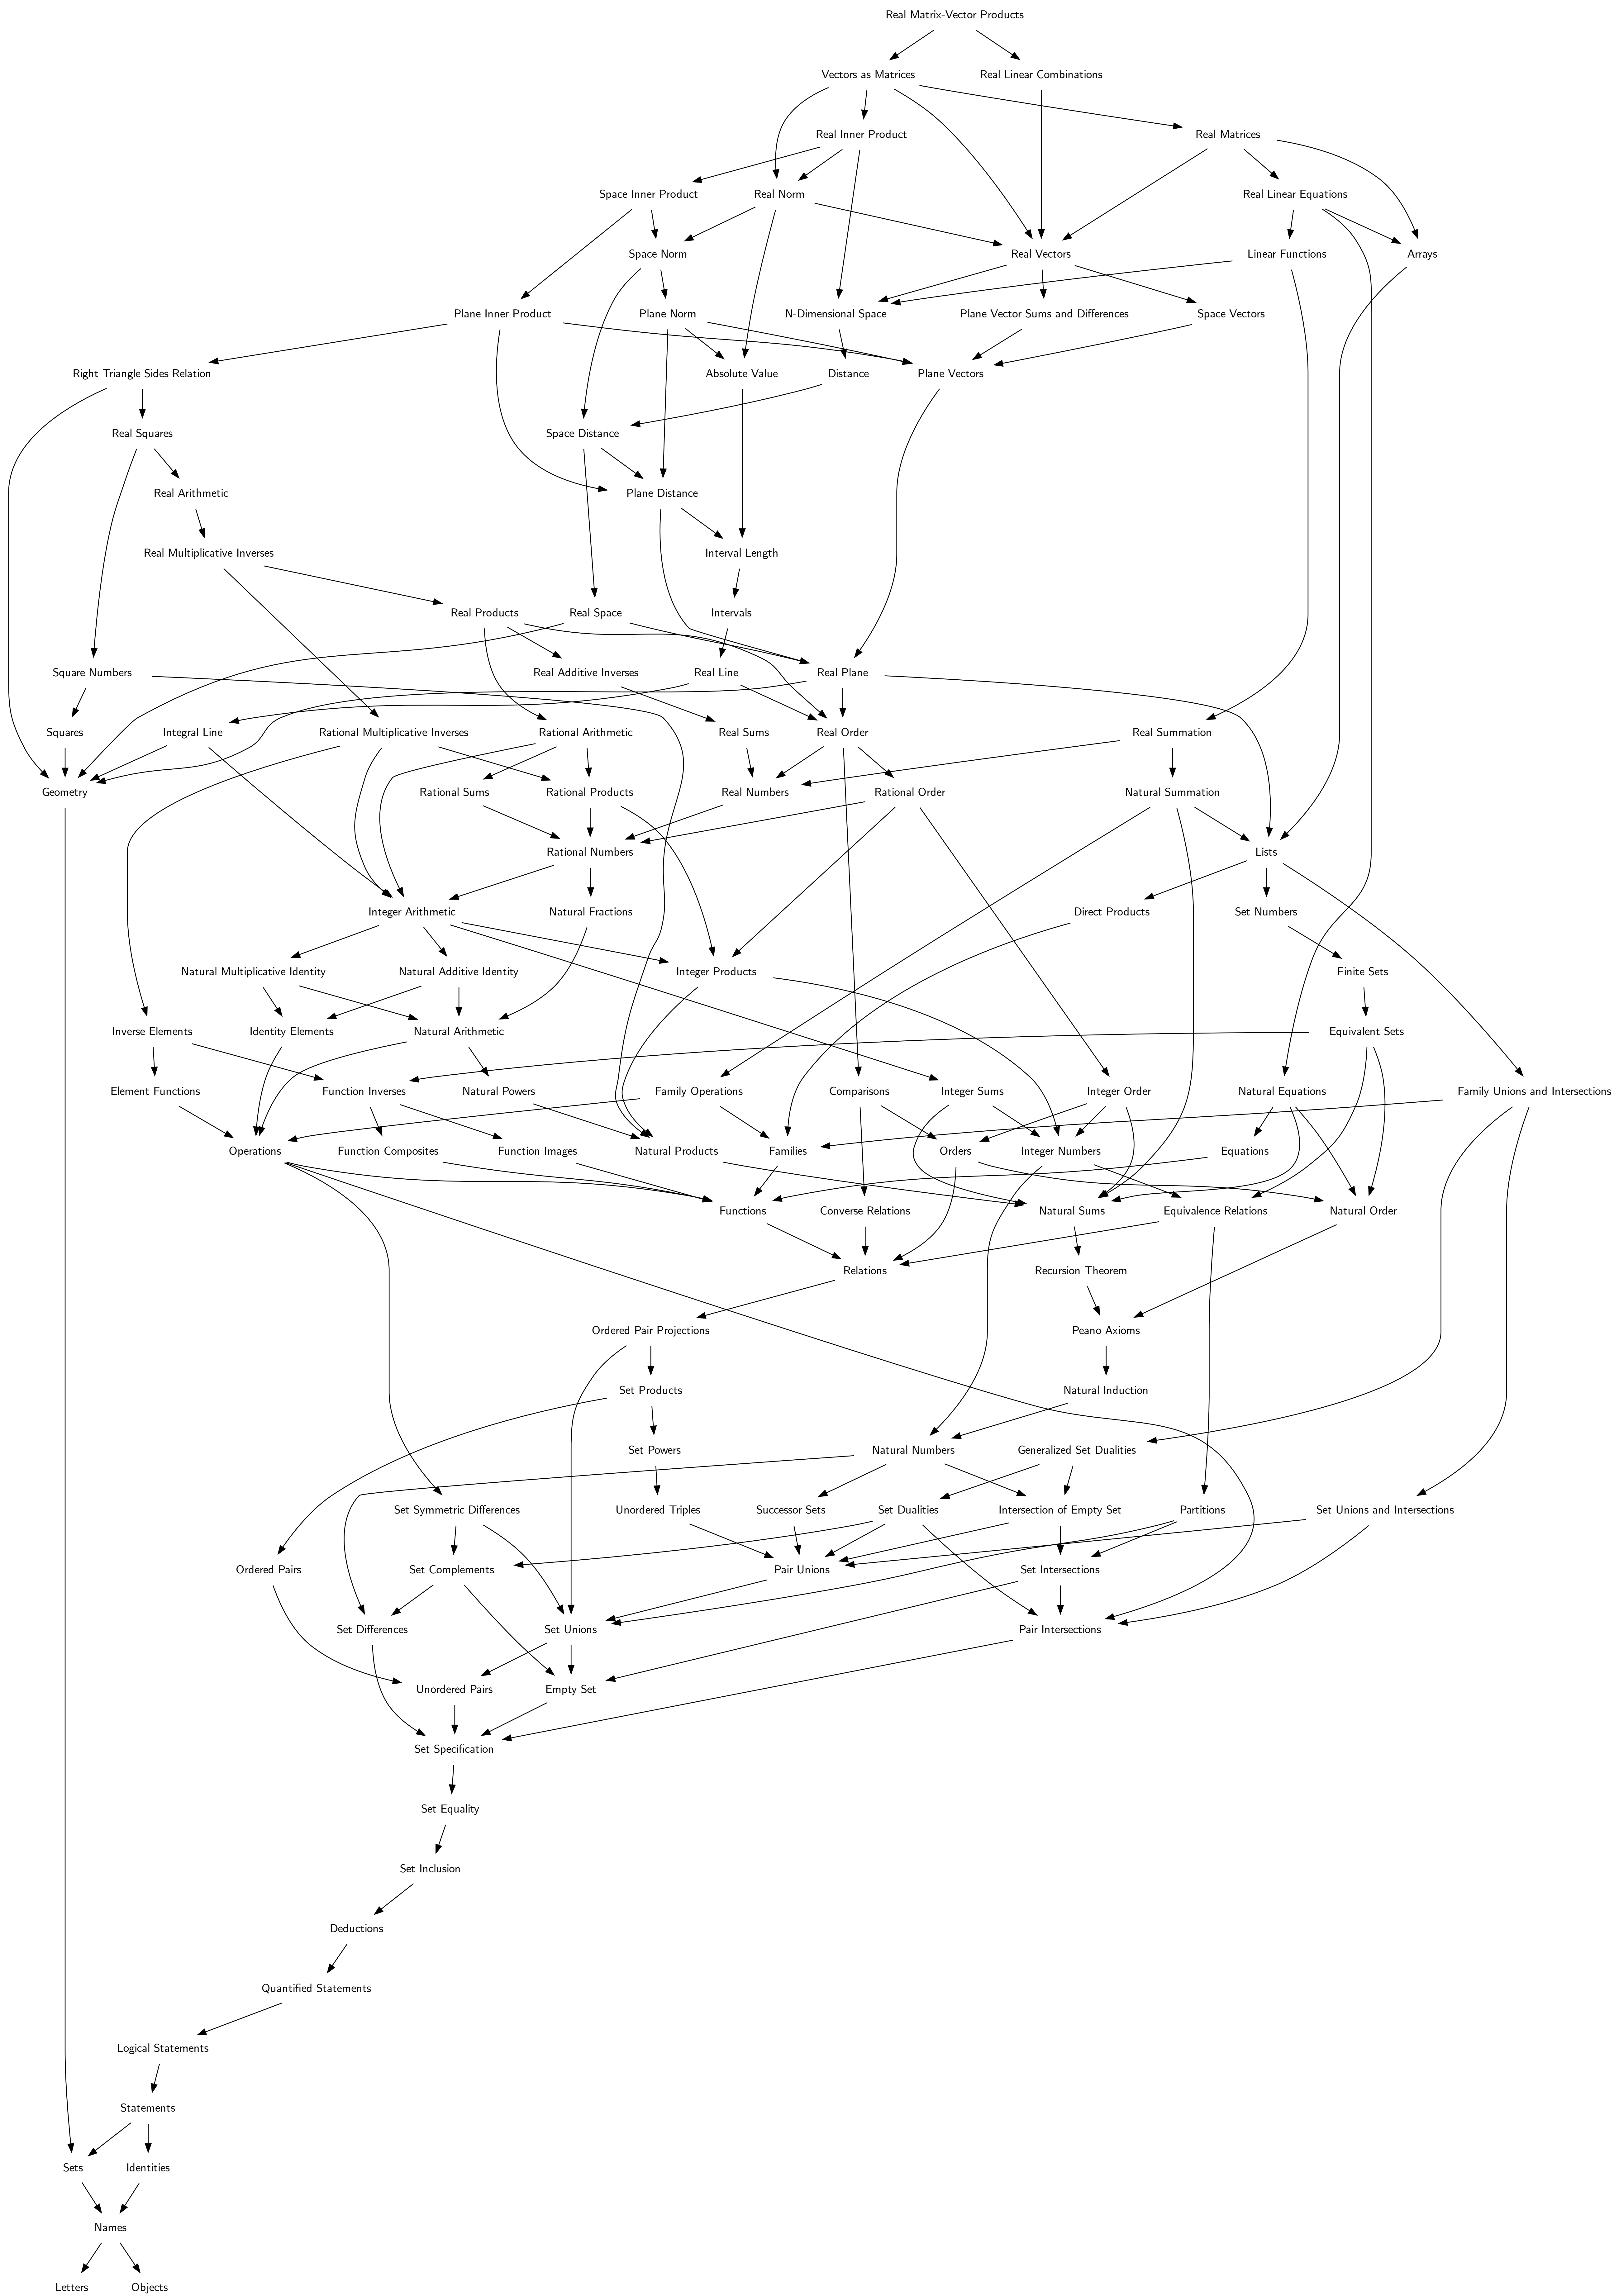 Real Matrix-Vector Products
Vectors as Matrices
Real Linear Combinations
Real Inner Product
Real Matrices
Space Inner Product
Real Norm
Real Linear Equations
Space Norm
Real Vectors
Linear Functions
Arrays
Plane Inner Product
Plane Norm
N-Dimensional Space
Plane Vector Sums and Differences
Space Vectors
Right Triangle Sides Relation
Absolute Value
Distance
Plane Vectors
Real Squares
Space Distance
Real Arithmetic
Plane Distance
Real Multiplicative Inverses
Interval Length
Real Products
Real Space
Intervals
Square Numbers
Real Additive Inverses
Real Line
Real Plane
Squares
Integral Line
Rational Multiplicative Inverses
Rational Arithmetic
Real Sums
Real Order
Real Summation
Geometry
Rational Sums
Rational Products
Real Numbers
Rational Order
Natural Summation
Rational Numbers
Lists
Integer Arithmetic
Natural Fractions
Direct Products
Set Numbers
Natural Multiplicative Identity
Natural Additive Identity
Integer Products
Finite Sets
Inverse Elements
Identity Elements
Natural Arithmetic
Equivalent Sets
Element Functions
Function Inverses
Natural Powers
Family Operations
Comparisons
Integer Sums
Integer Order
Natural Equations
Family Unions and Intersections
Operations
Function Composites
Function Images
Natural Products
Families
Orders
Integer Numbers
Equations
Functions
Converse Relations
Natural Sums
Equivalence Relations
Natural Order
Relations
Recursion Theorem
Ordered Pair Projections
Peano Axioms
Set Products
Natural Induction
Set Powers
Natural Numbers
Generalized Set Dualities
Set Symmetric Differences
Unordered Triples
Successor Sets
Set Dualities
Intersection of Empty Set
Partitions
Set Unions and Intersections
Ordered Pairs
Set Complements
Pair Unions
Set Intersections
Set Differences
Set Unions
Pair Intersections
Unordered Pairs
Empty Set
Set Specification
Set Equality
Set Inclusion
Deductions
Quantified Statements
Logical Statements
Statements
Sets
Identities
Names
Letters
Objects